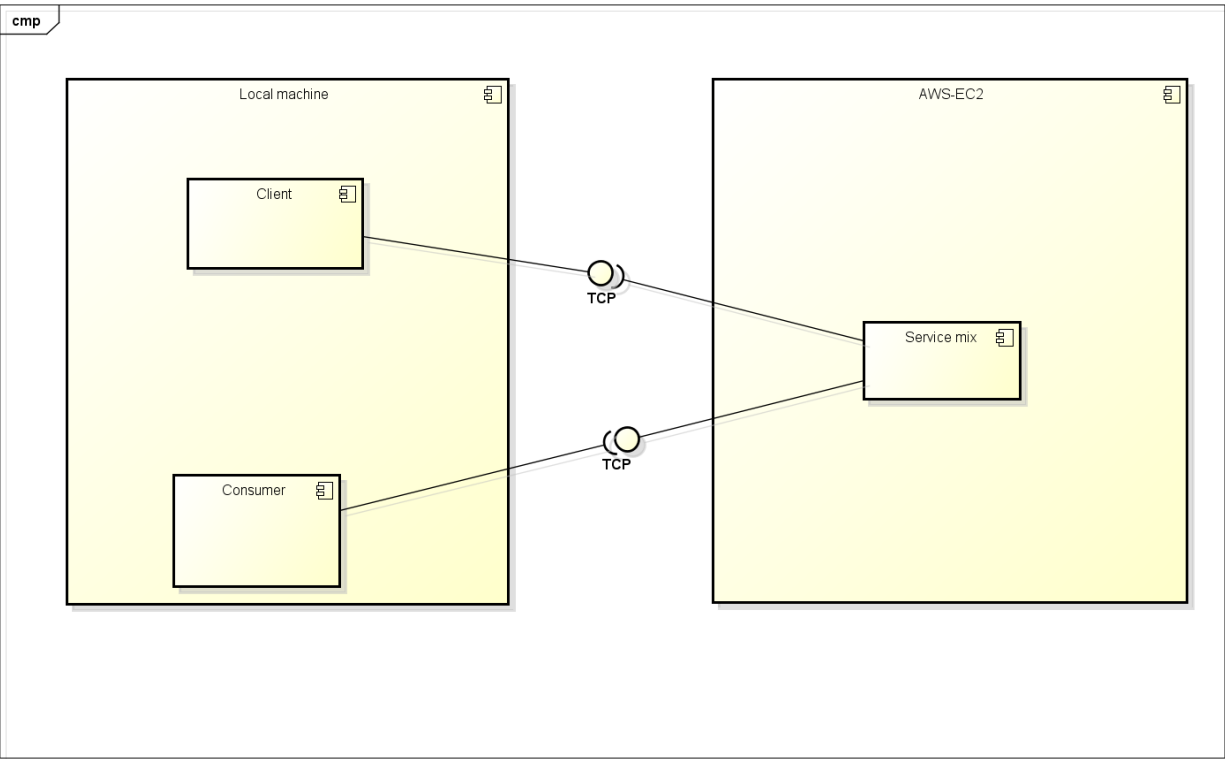 cmp
Local machine
AWS-EC2
Client
TCP
Service mix
TCP
Consumer